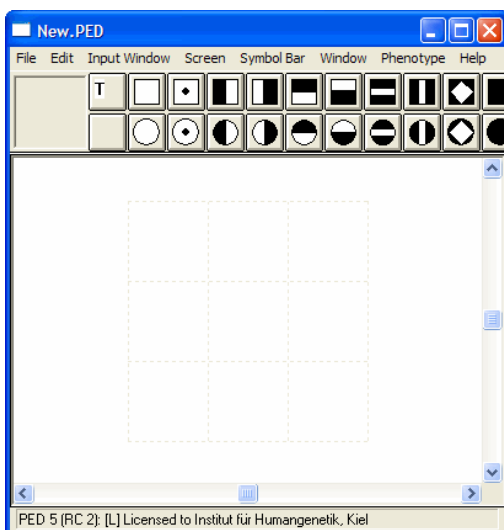 New.PED
File Edit Input Window Screen Symbol Bar Window Phenotype Help
T
PED 5 (RC 2): [L] Licensed to Institut für Humangenetik, Kiel